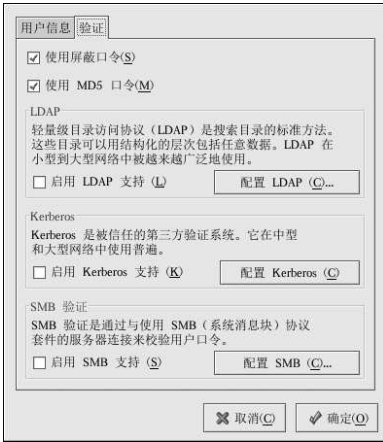 用户信息 验证
使用屏蔽口令(S)
使用 MD5 口令(M)
LDAP
轻量级目录访问协议（LDAP）是搜索目录的标准方法。
这些目录可以用结构化的层次包括任意数据。LDAP 在
小型到大型网络中被越来越广泛地使用。
启用 LDAP 支持 (L) 配置 LDAP (C)...
Kerberos
Kerberos 是被信任的第三方验证系统。它在中型
和大型网络中使用普遍。
启用 Kerberos 支持 (K) 配置 Kerberos (C)
SMB 验证
SMB 验证是通过与使用 SMB（系统消息块）协议
套件的服务器连接来校验用户口令。
启用 SMB 支持 (S) 配置 SMB (C)...
取消(C) 确定(O)